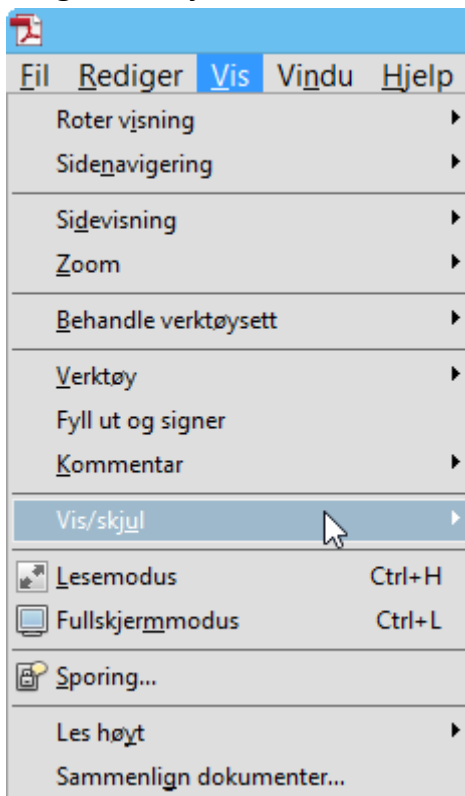 Fil Rediger Vis Vindu Hjelp
Roter visning
Sidenavigering
Sidevisning
Zoom
Behandle verktøysett
Verktøy
Fyll ut og signer
Kommentar
Vis/skjul
Lesemodus Ctrl+H
Fullskjermmodus Ctrl+L
Sporing...
Les høyt
Sammenlign dokumenter...